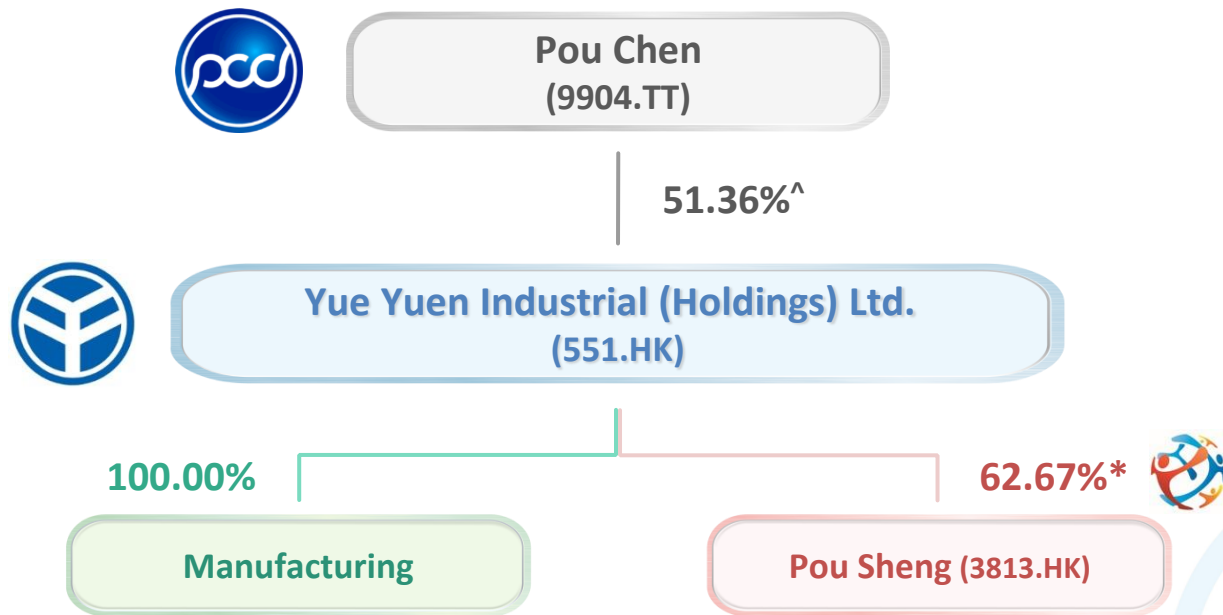 pcc
Pou Chen
(9904.TT)
51.36%^
Yue Yuen Industrial (Holdings) Ltd.
(551.HK)
100.00%
62.67%*
Manufacturing
Pou Sheng (3813.HK)